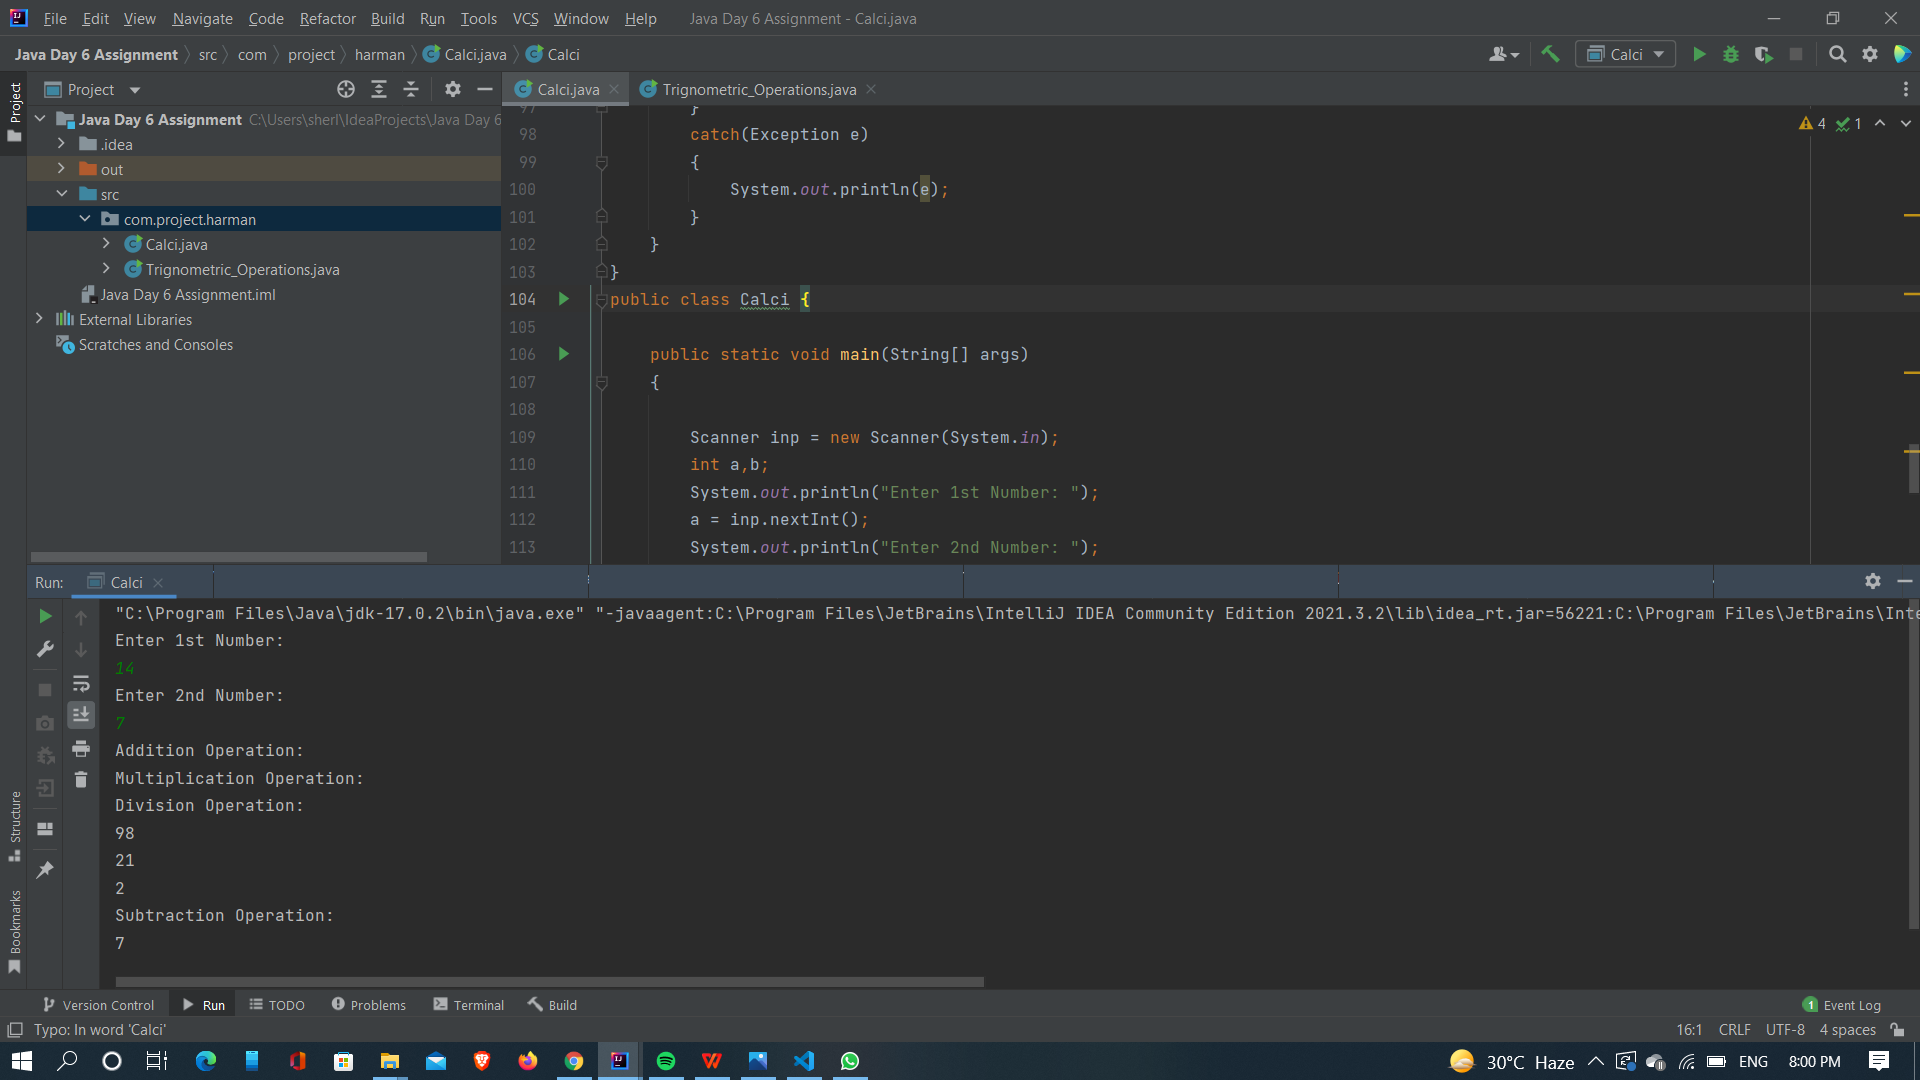 File Edit View Navigate Code Refactor Build Run Tools VCS Window Help Java Day 6 Assignment - Calci.java
Java Day 6 Assignment src com project harman Calci.java Calci
Calci
Project
Project
Calci.java
Trignometric_Operations.java
Java Day 6 Assignment C:\Users\sherl\IdeaProjects\Java Day 6
.idea
out
src
com.project.harman
Calci.java
Trignometric_Operations.java
Java Day 6 Assignment.iml
External Libraries
Scratches and Consoles
97 }
98 catch(Exception e)
99 {
100 System.out.println(e);
101 }
102 }
103 }
104 public class Calci {
105
106 public static void main(String[] args)
107 {
108
109 Scanner inp = new Scanner(System.in);
110 int a,b;
111 System.out.println("Enter 1st Number: ");
112 a = inp.nextInt();
113 System.out.println("Enter 2nd Number: ");
4 1
Run: Calci
"C:\Program Files\Java\jdk-17.0.2\bin\java.exe" "-javaagent:C:\Program Files\JetBrains\IntelliJ IDEA Community Edition 2021.3.2\lib\idea_rt.jar=56221:C:\Program Files\JetBrains\Inte
Enter 1st Number:
14
Enter 2nd Number:
7
Addition Operation:
Multiplication Operation:
Division Operation:
98
21
2
Subtraction Operation:
7
Structure
Bookmarks
Version Control Run TODO Problems Terminal Build 1 Event Log
Typo: In word 'Calci' 16:1 CRLF UTF-8 4 spaces
30°C Haze ENG 8:00 PM